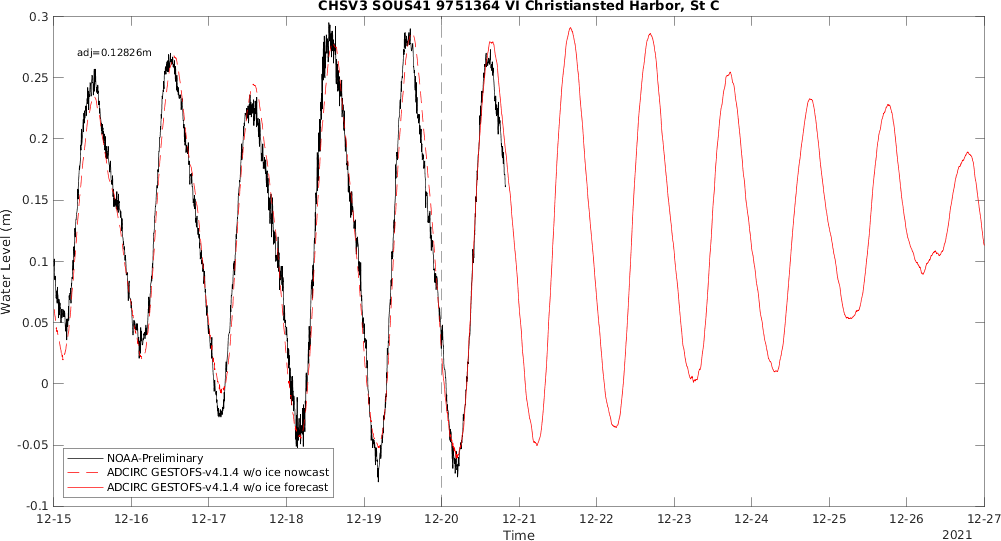 CHSV3 SOUS41 9751364 VI Christiansted Harbor, St C
adj=0.12826m
0.3
0.25
0.2
0.15
0.1
0.05
0
-0.05
-0.1
Water Level (m)
NOAA-Preliminary
ADCIRC GESTOFS-v4.1.4 w/o ice nowcast
ADCIRC GESTOFS-v4.1.4 w/o ice forecast
12-15 12-16 12-17 12-18 12-19 12-20 12-21 12-22 12-23 12-24 12-25 12-26 12-27
Time
2021